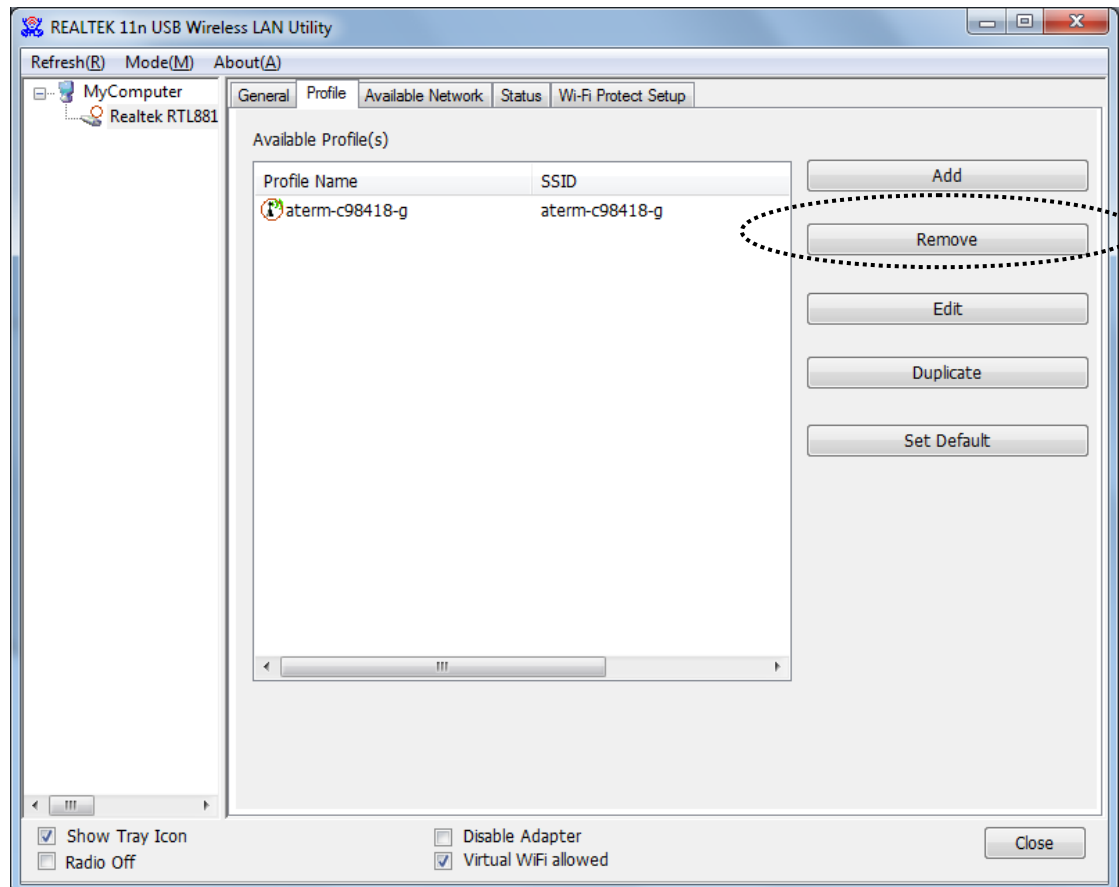 REALTEK 11n USB Wireless LAN Utility
Refresh(R) Mode(M) About(A)
MyComputer
Realtek RTL881
General Profile Available Network Status Wi-Fi Protect Setup
Available Profile(s)
Profile Name SSID
aterm-c98418-g aterm-c98418-g
Add
Remove
Edit
Duplicate
Set Default
Show Tray Icon
Radio Off
Disable Adapter
Virtual WiFi allowed
Close